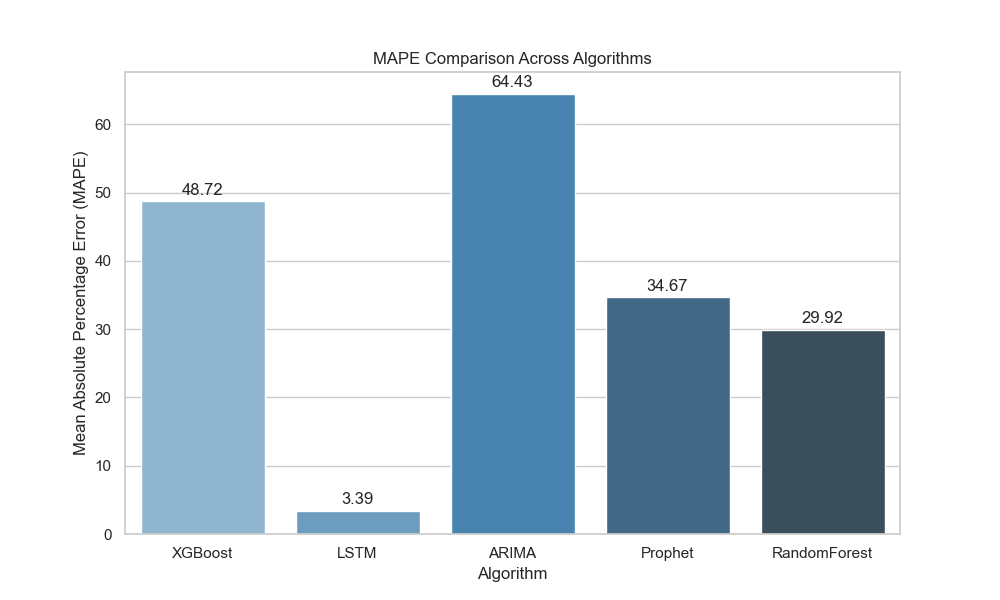 MAPE Comparison Across Algorithms
Mean Absolute Percentage Error (MAPE)
60
50
40
30
20
10
0
48.72
3.39
64.43
34.67
29.92
XGBoost
LSTM
ARIMA
Prophet
RandomForest
Algorithm